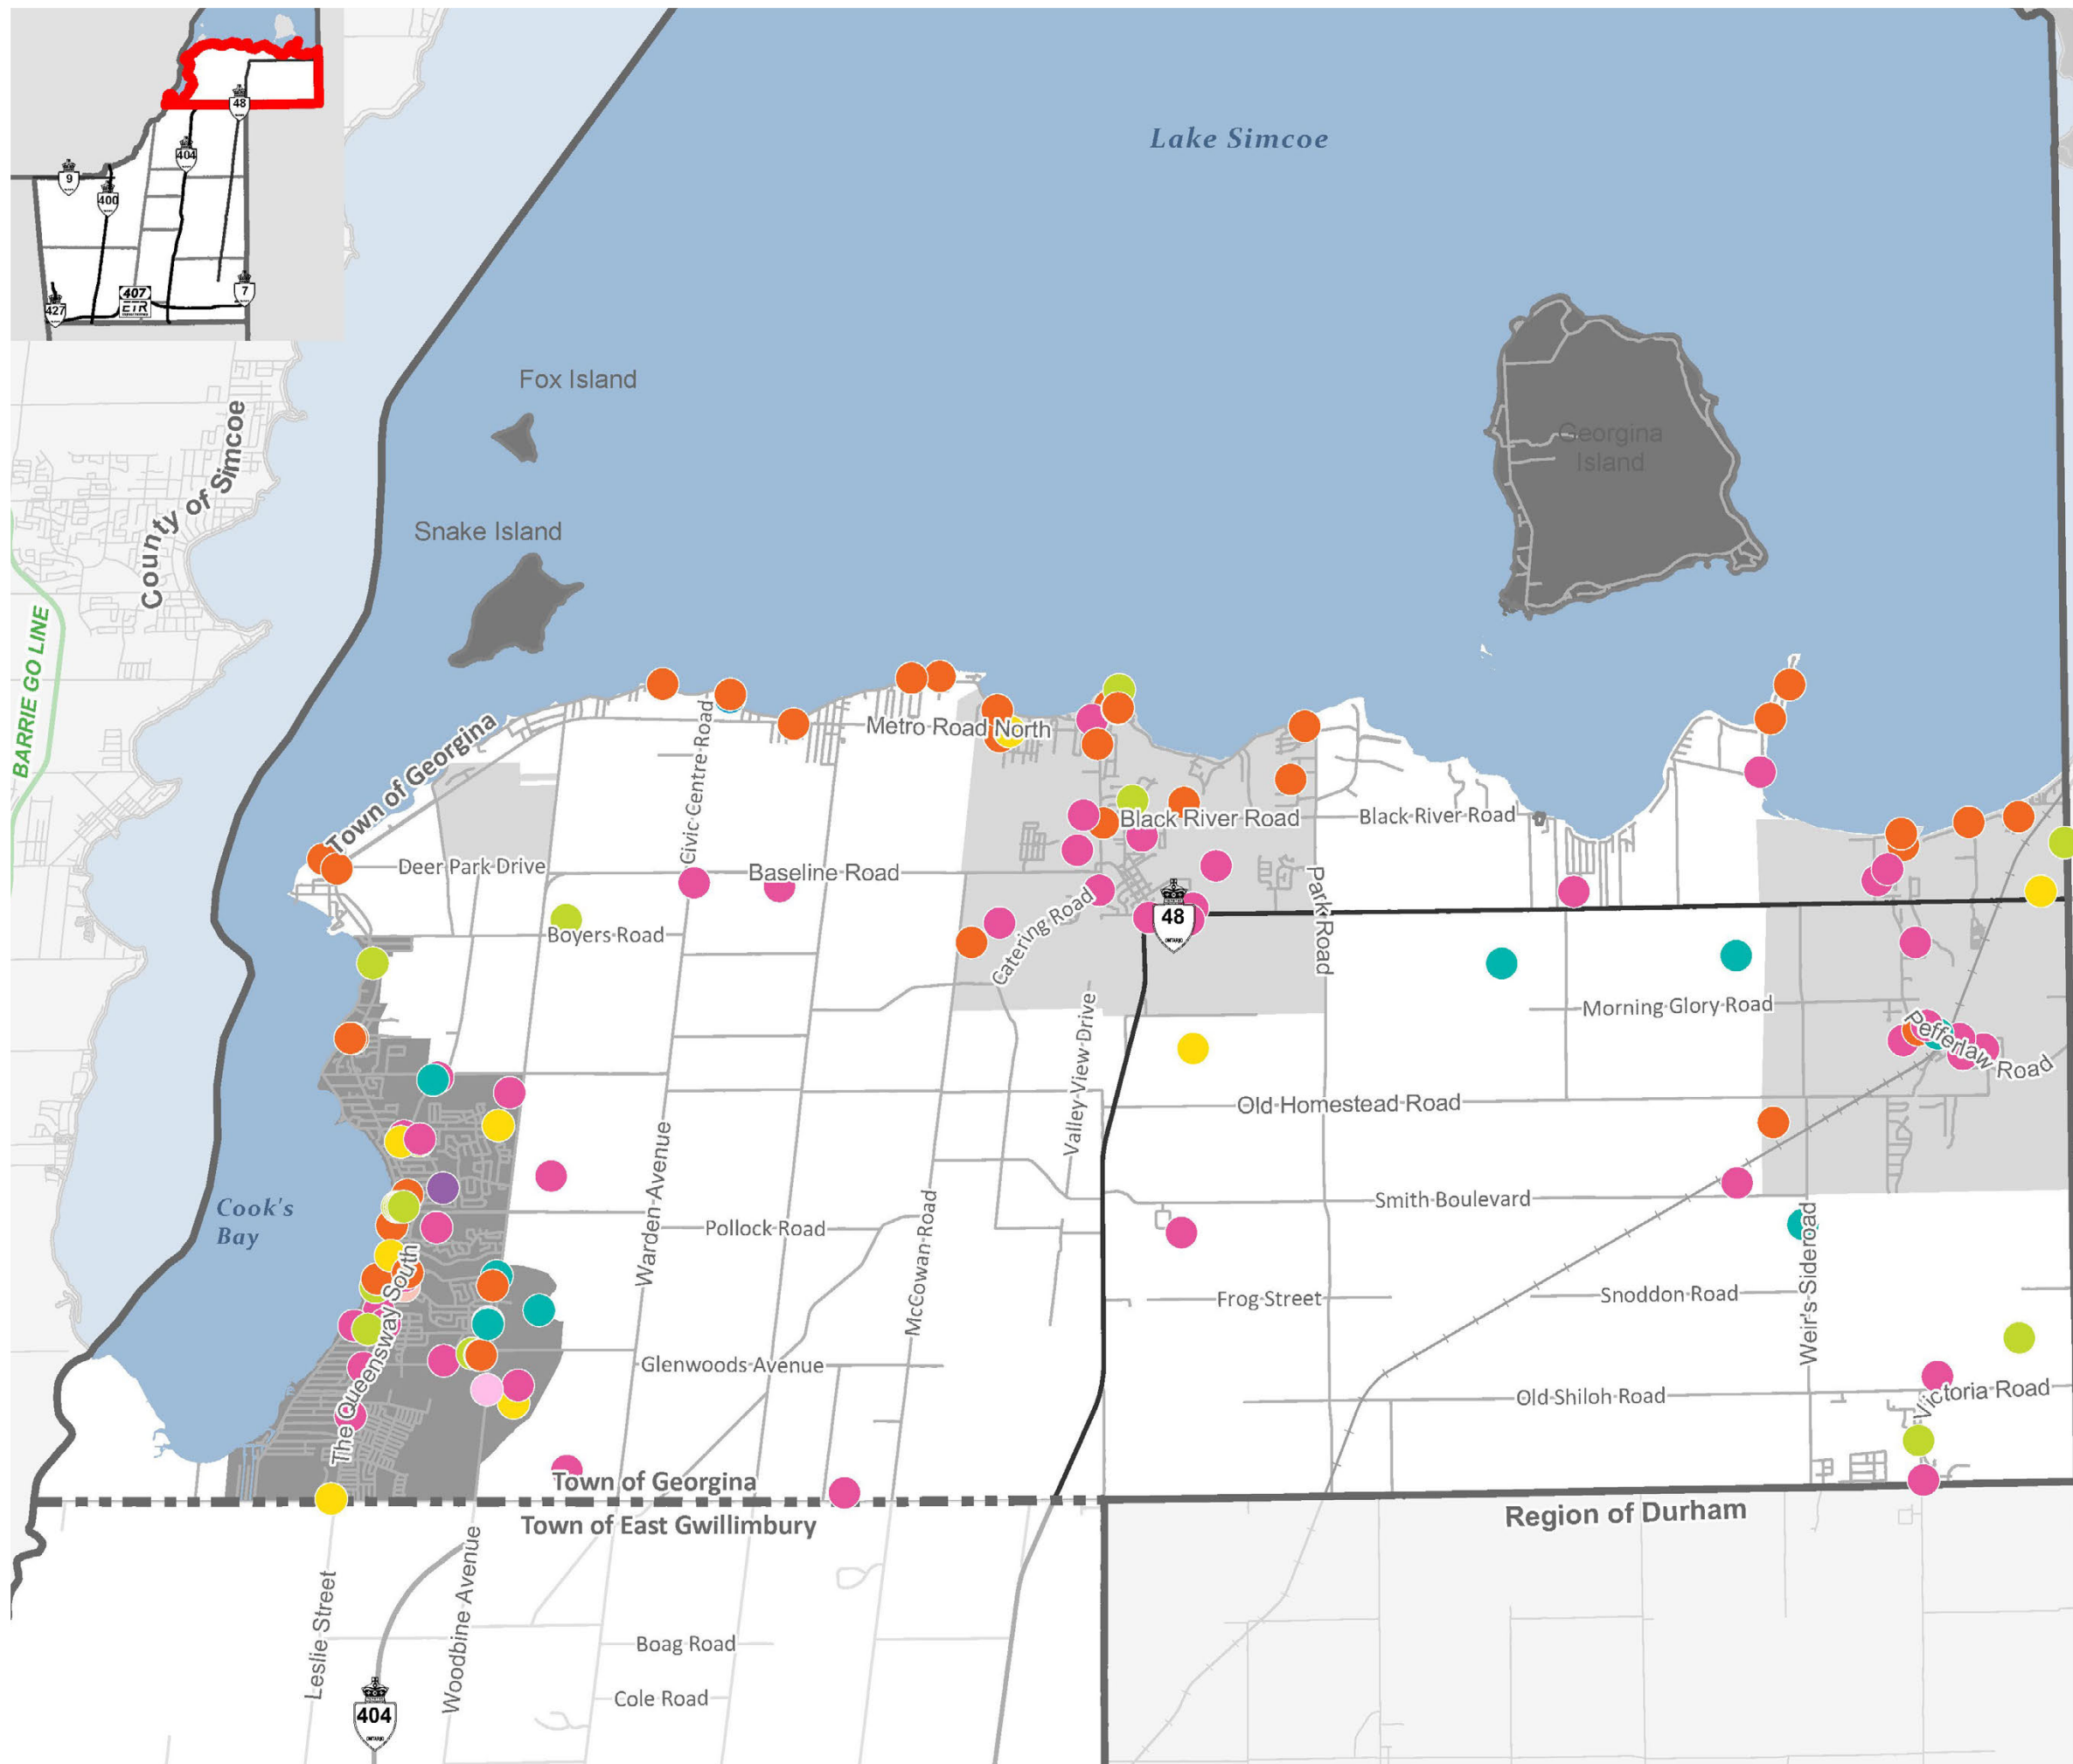 48
404
9
400
407
ETR
7
427
Lake Simcoe
Fox Island
Georgina
Island
County of Simcoe
Snake Island
BARRIE GO LINE
Town of Georgina
Civic Centre Road
Metro Road North
Black River Road
Black River Road
Deer Park Drive
Baseline Road
Park Road
48
ONTARIO
Boyers Road
Catering Road
Morning Glory Road
Pefferlaw Road
Valley View Drive
Old Homestead Road
Warden Avenue
Smith Boulevard
Cook's
Bay
Pollock Road
McCowan Road
Weir's Sideroad
The Queensway South
Frog Street
Snoddon Road
Glenwoods Avenue
Old Shiloh Road
Victoria Road
Town of Georgina
Town of East Gwillimbury
Region of Durham
Leslie Street
Woodbine Avenue
Boag Road
Cole Road
404
ONTARIO